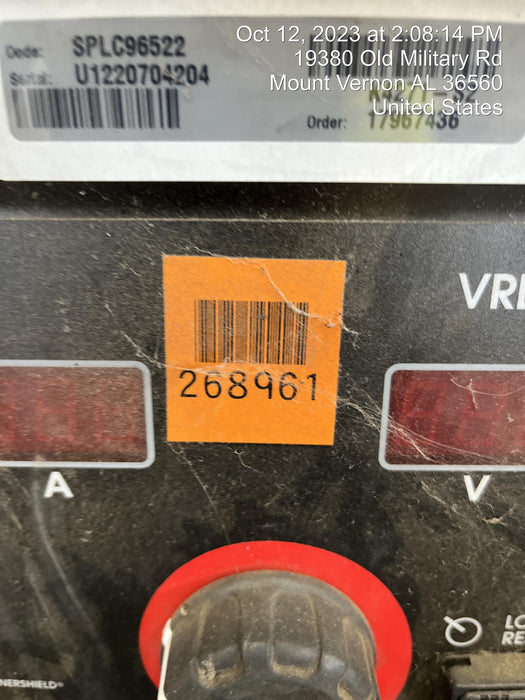 Oct 12, 2023 at 2:08:14 PM
19380 Old Military Rd
Mount Vernon AL 36560
United States
Code: SPLC96522
Serial: U1220704204
Order: 17967436
268961
A
V